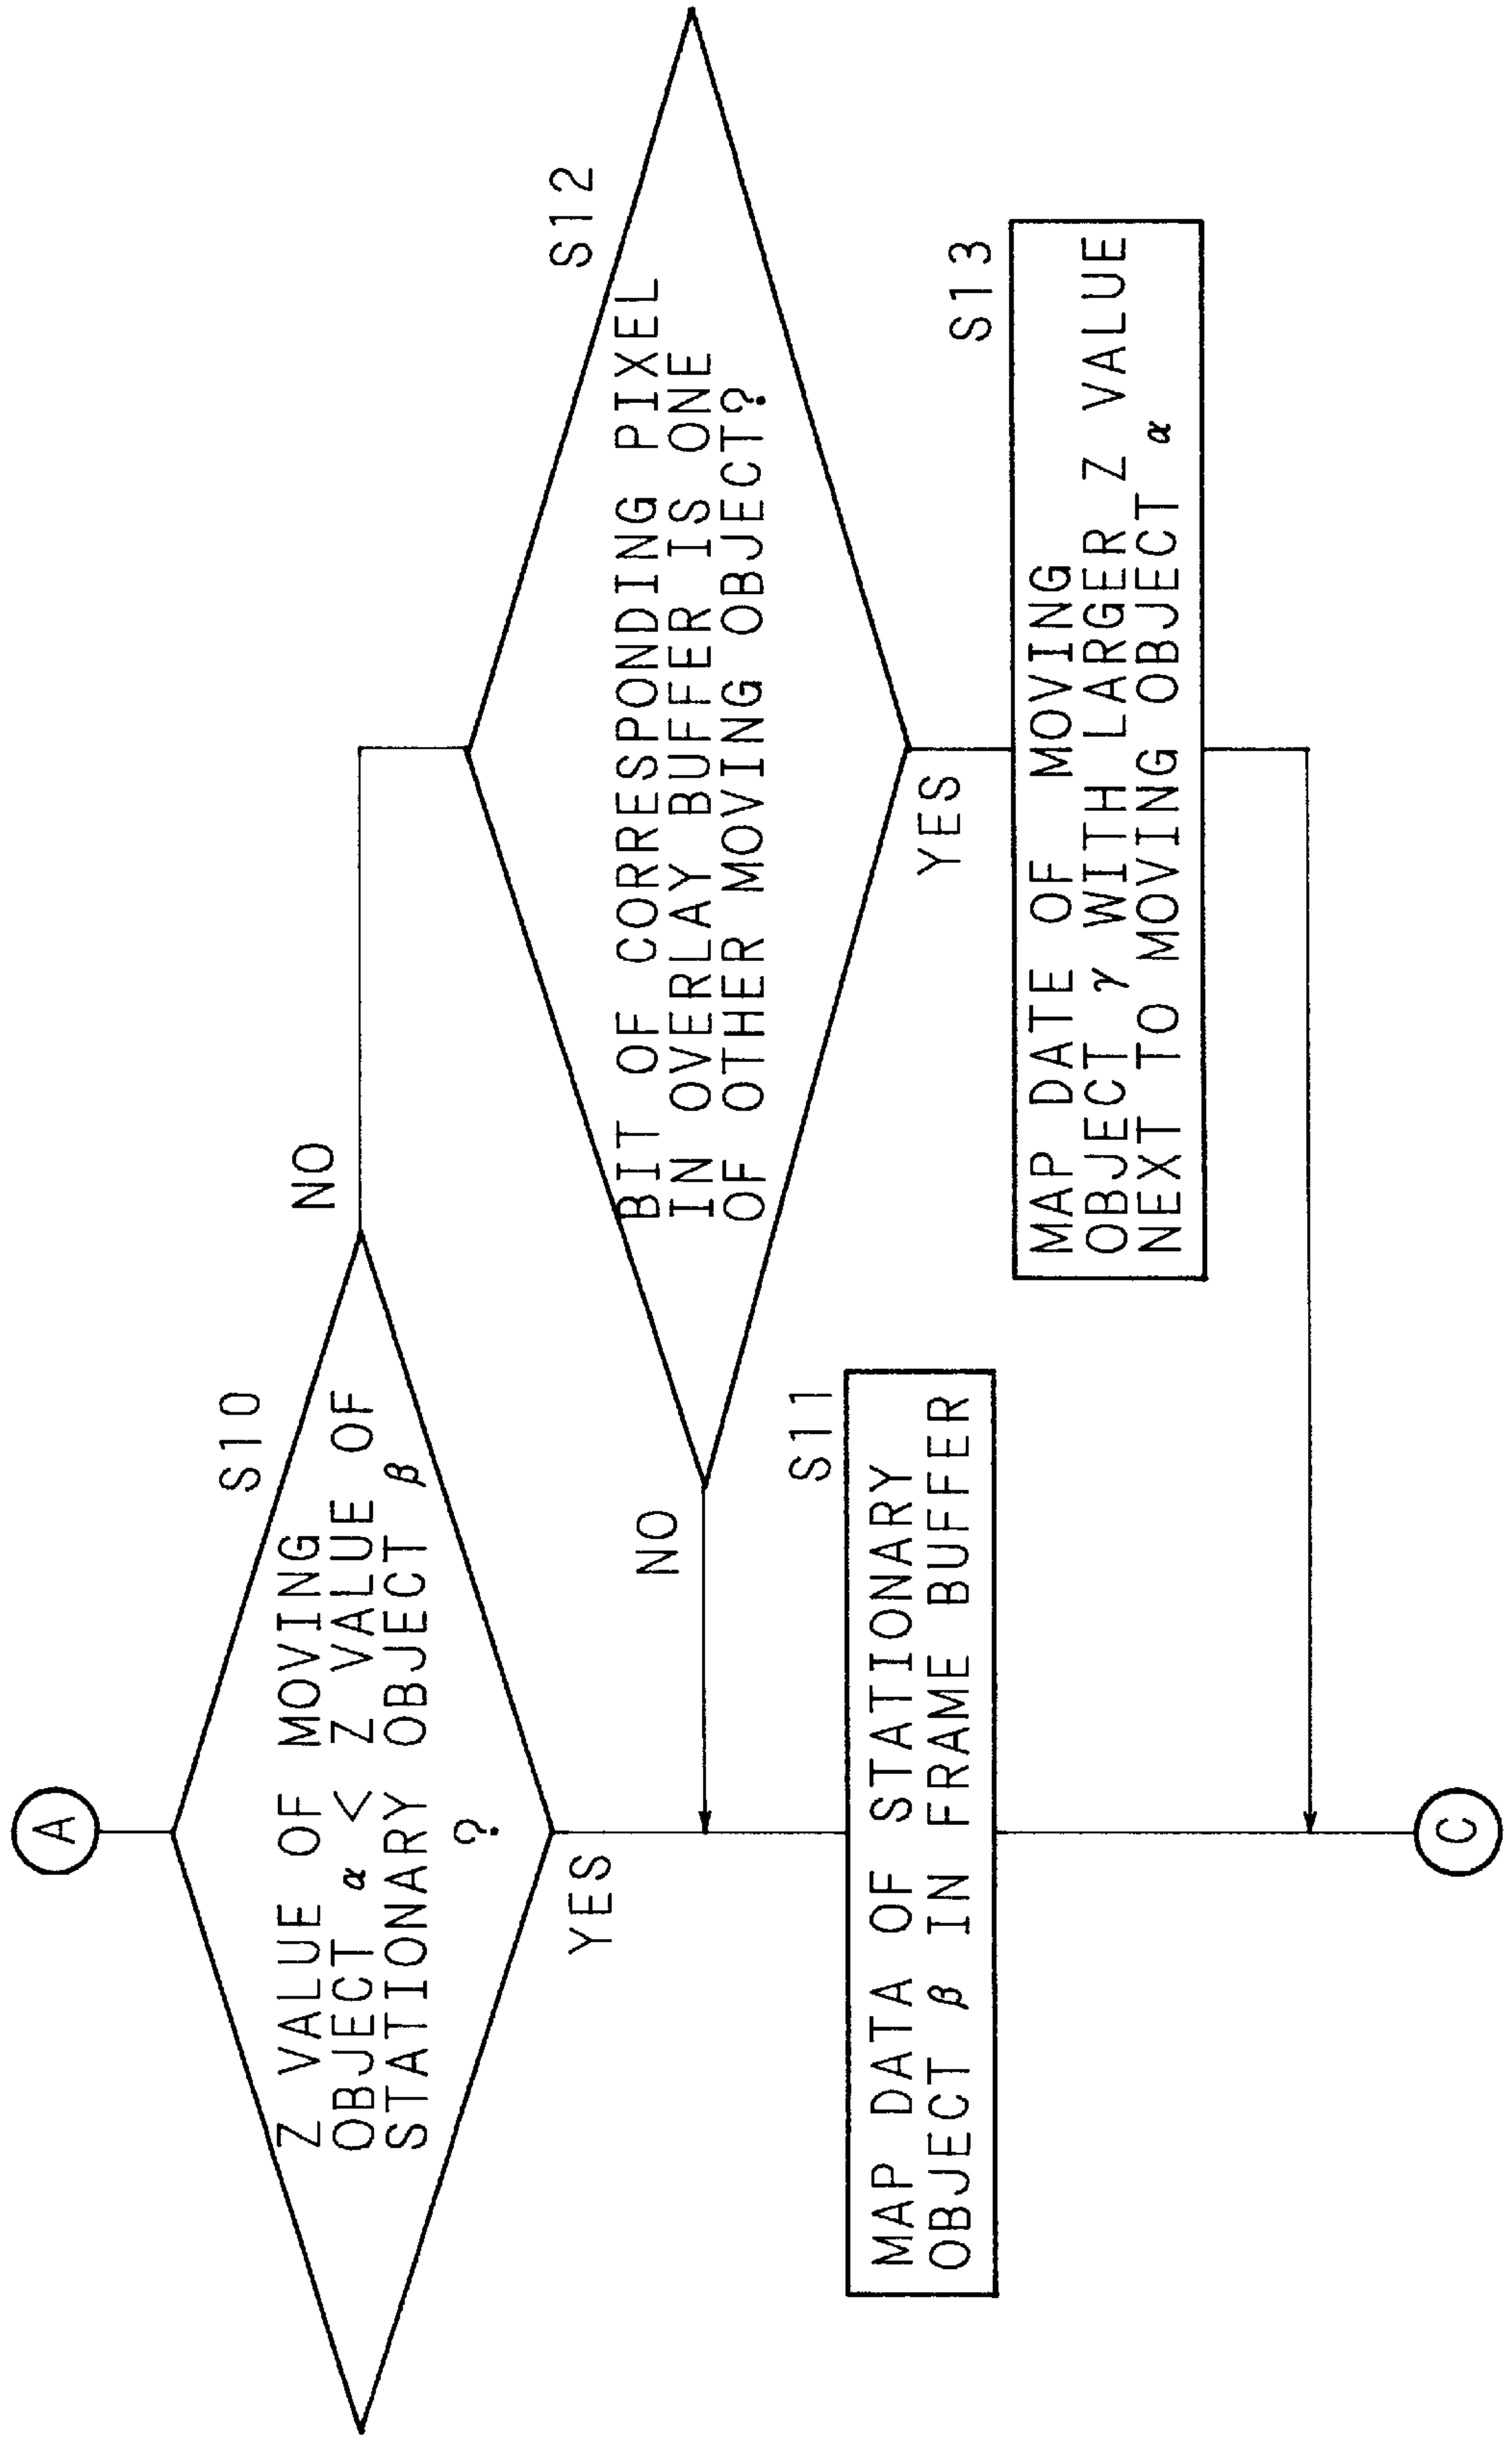 A
S10
Z VALUE OF MOVING
OBJECT α < Z VALUE OF
STATIONARY OBJECT β
?
NO
YES
S12
BIT OF CORRESPONDING PIXEL
IN OVERLAY BUFFER IS ONE
OF OTHER MOVING OBJECT?
NO
YES
S11
MAP DATA OF STATIONARY
OBJECT β IN FRAME BUFFER
S13
MAP DATE OF MOVING
OBJECT γ WITH LARGER Z VALUE
NEXT TO MOVING OBJECT α
C